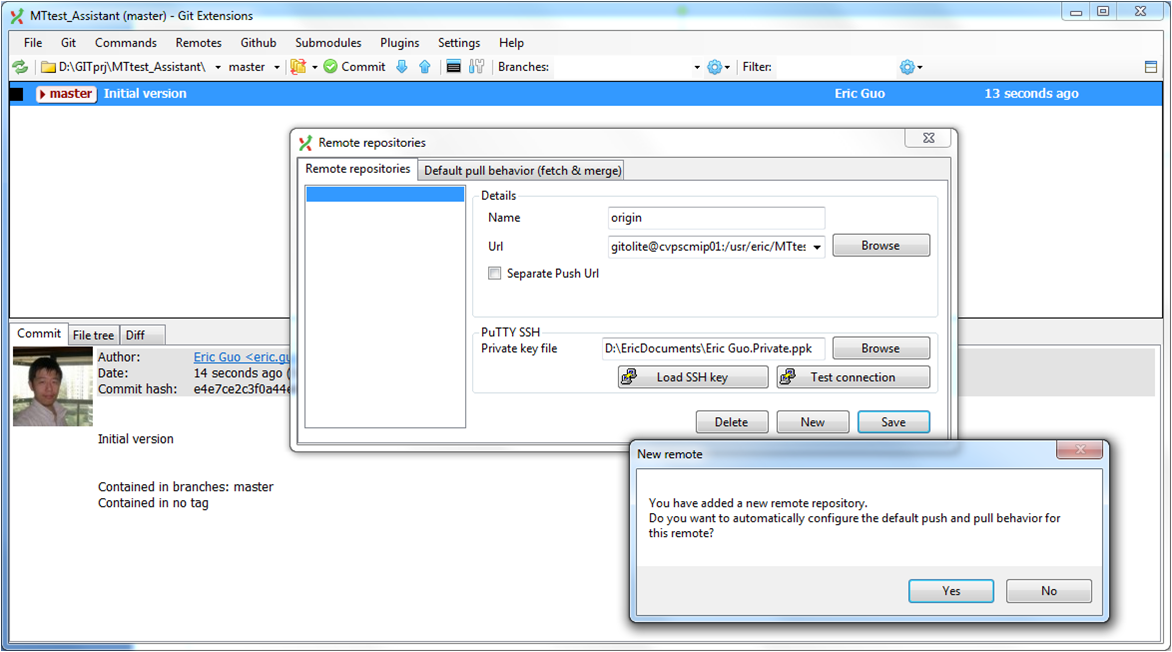 MTtest_Assistant (master) - Git Extensions
File Git Commands Remotes Github Submodules Plugins Settings Help
D:\GITprj\MTtest_Assistant\ master Commit Branches: Filter:
master Initial version Eric Guo 13 seconds ago
Remote repositories
Remote repositories Default pull behavior (fetch & merge)
Details
Name origin
Url gitolite@cvpscmip01:/usr/eric/MTtes Browse
Separate Push Url
PuTTY SSH
Private key file D:\EricDocuments\Eric Guo.Private.ppk Browse
Load SSH key Test connection
Delete New Save
Commit File tree Diff
Author: Eric Guo <eric.gu
Date: 14 seconds ago (
Commit hash: e4e7ce2c3f0a44e
Initial version
Contained in branches: master
Contained in no tag
New remote
You have added a new remote repository.
Do you want to automatically configure the default push and pull behavior for
this remote?
Yes No